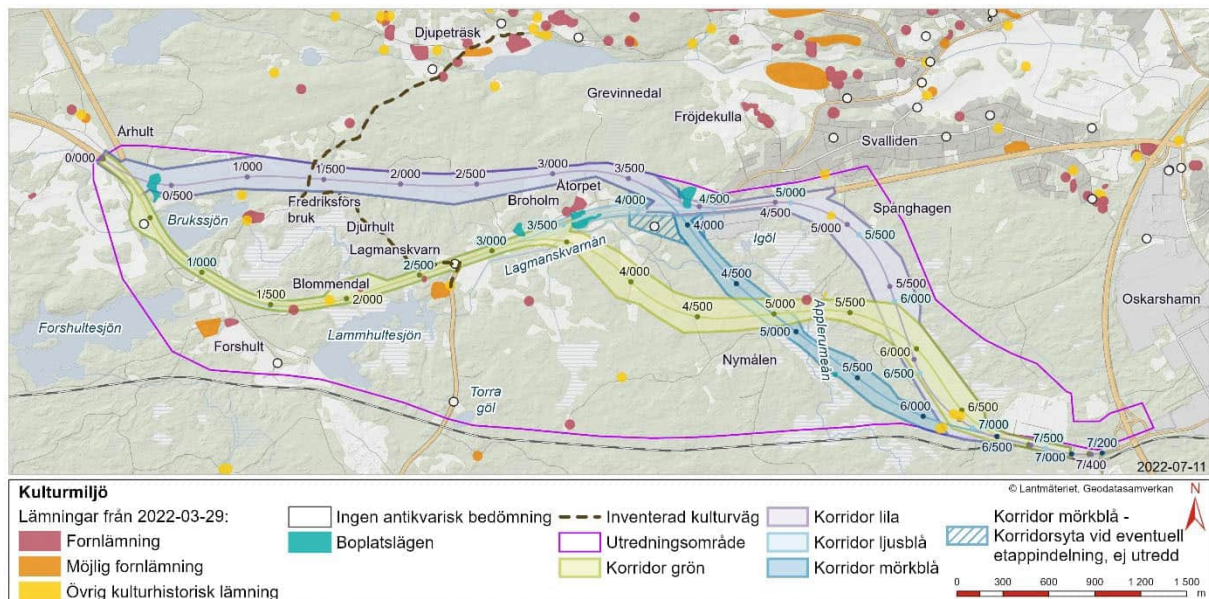 Djupeträsk
Grevinnedal
Fröjdekulla
Svalliden
Århult
0/000
0/500
1/000
1/500
2/000
2/500
3/000
3/500
Åtorpet
Broholm
4/000
4/500
5/000
4/500
5/000
5/500
Spånghagen
Fredriksfors
bruk
Brukssjön
Djurhult
Lagmanskvarn
3/500
3/000
2/500
Lagmanskvarnån
4/000
Igöl
1/000
Blommendal
1/500
2/000
4/000
4/500
4/500
5/000
5/000
5/500
5/500
6/000
Oskarshamn
Applerumeån
Forshultesjön
Lammhultesjön
Forshult
Nymålen
5/500
6/000
6/500
6/000
6/500
Torra
göl
7/000
6/500
7/500
7/000
7/200
7/400
2022-07-11
© Lantmäteriet, Geodatasamverkan
N
Kulturmiljö
Lämningar från 2022-03-29:
Fornlämning
Möjlig fornlämning
Övrig kulturhistorisk lämning
Ingen antikvarisk bedömning
Boplatslägen
Inventerad kulturväg
Utredningsområde
Korridor grön
Korridor lila
Korridor ljusblå
Korridor mörkblå
Korridor mörkblå -
Korridorsyta vid eventuell
etappindelning, ej utredd
0 300 600 900 1 200 1 500
m